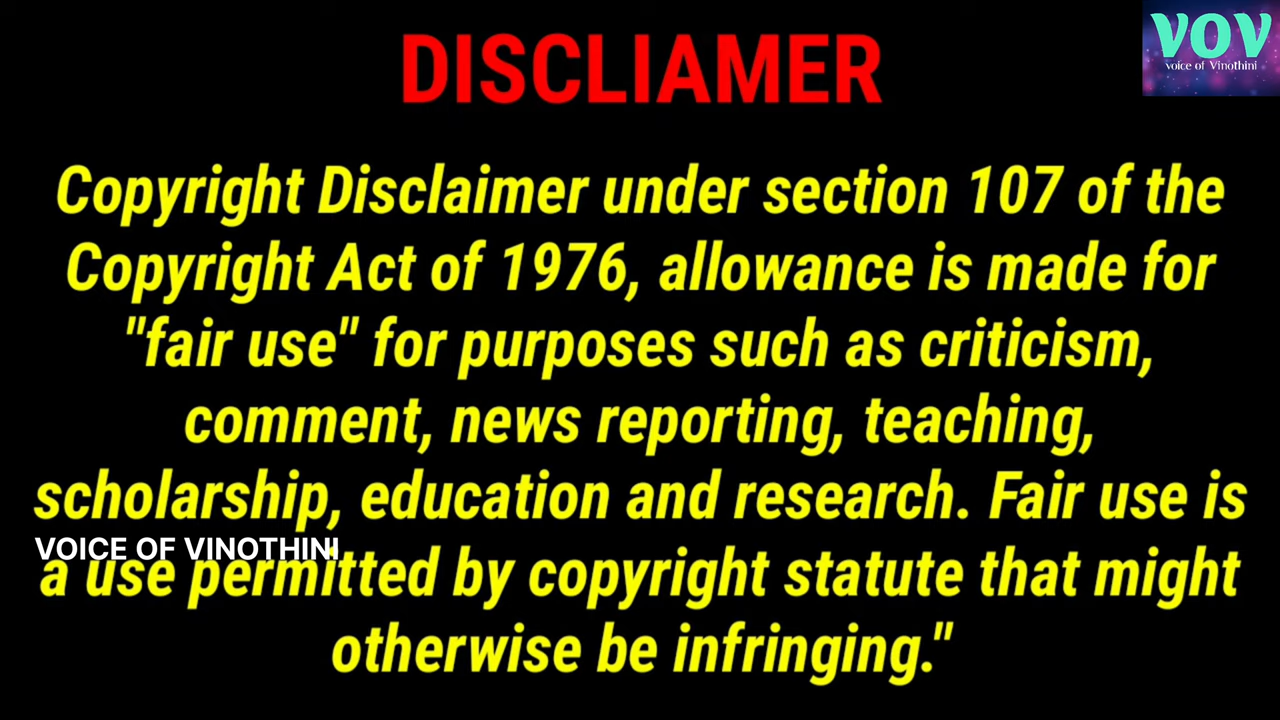 VOV
voice of Vinothini
DISCLIAMER
Copyright Disclaimer under section 107 of the
Copyright Act of 1976, allowance is made for
"fair use" for purposes such as criticism,
comment, news reporting, teaching,
scholarship, education and research. Fair use is
VOICE OF VINOTHINI
a use permitted by copyright statute that might
otherwise be infringing."